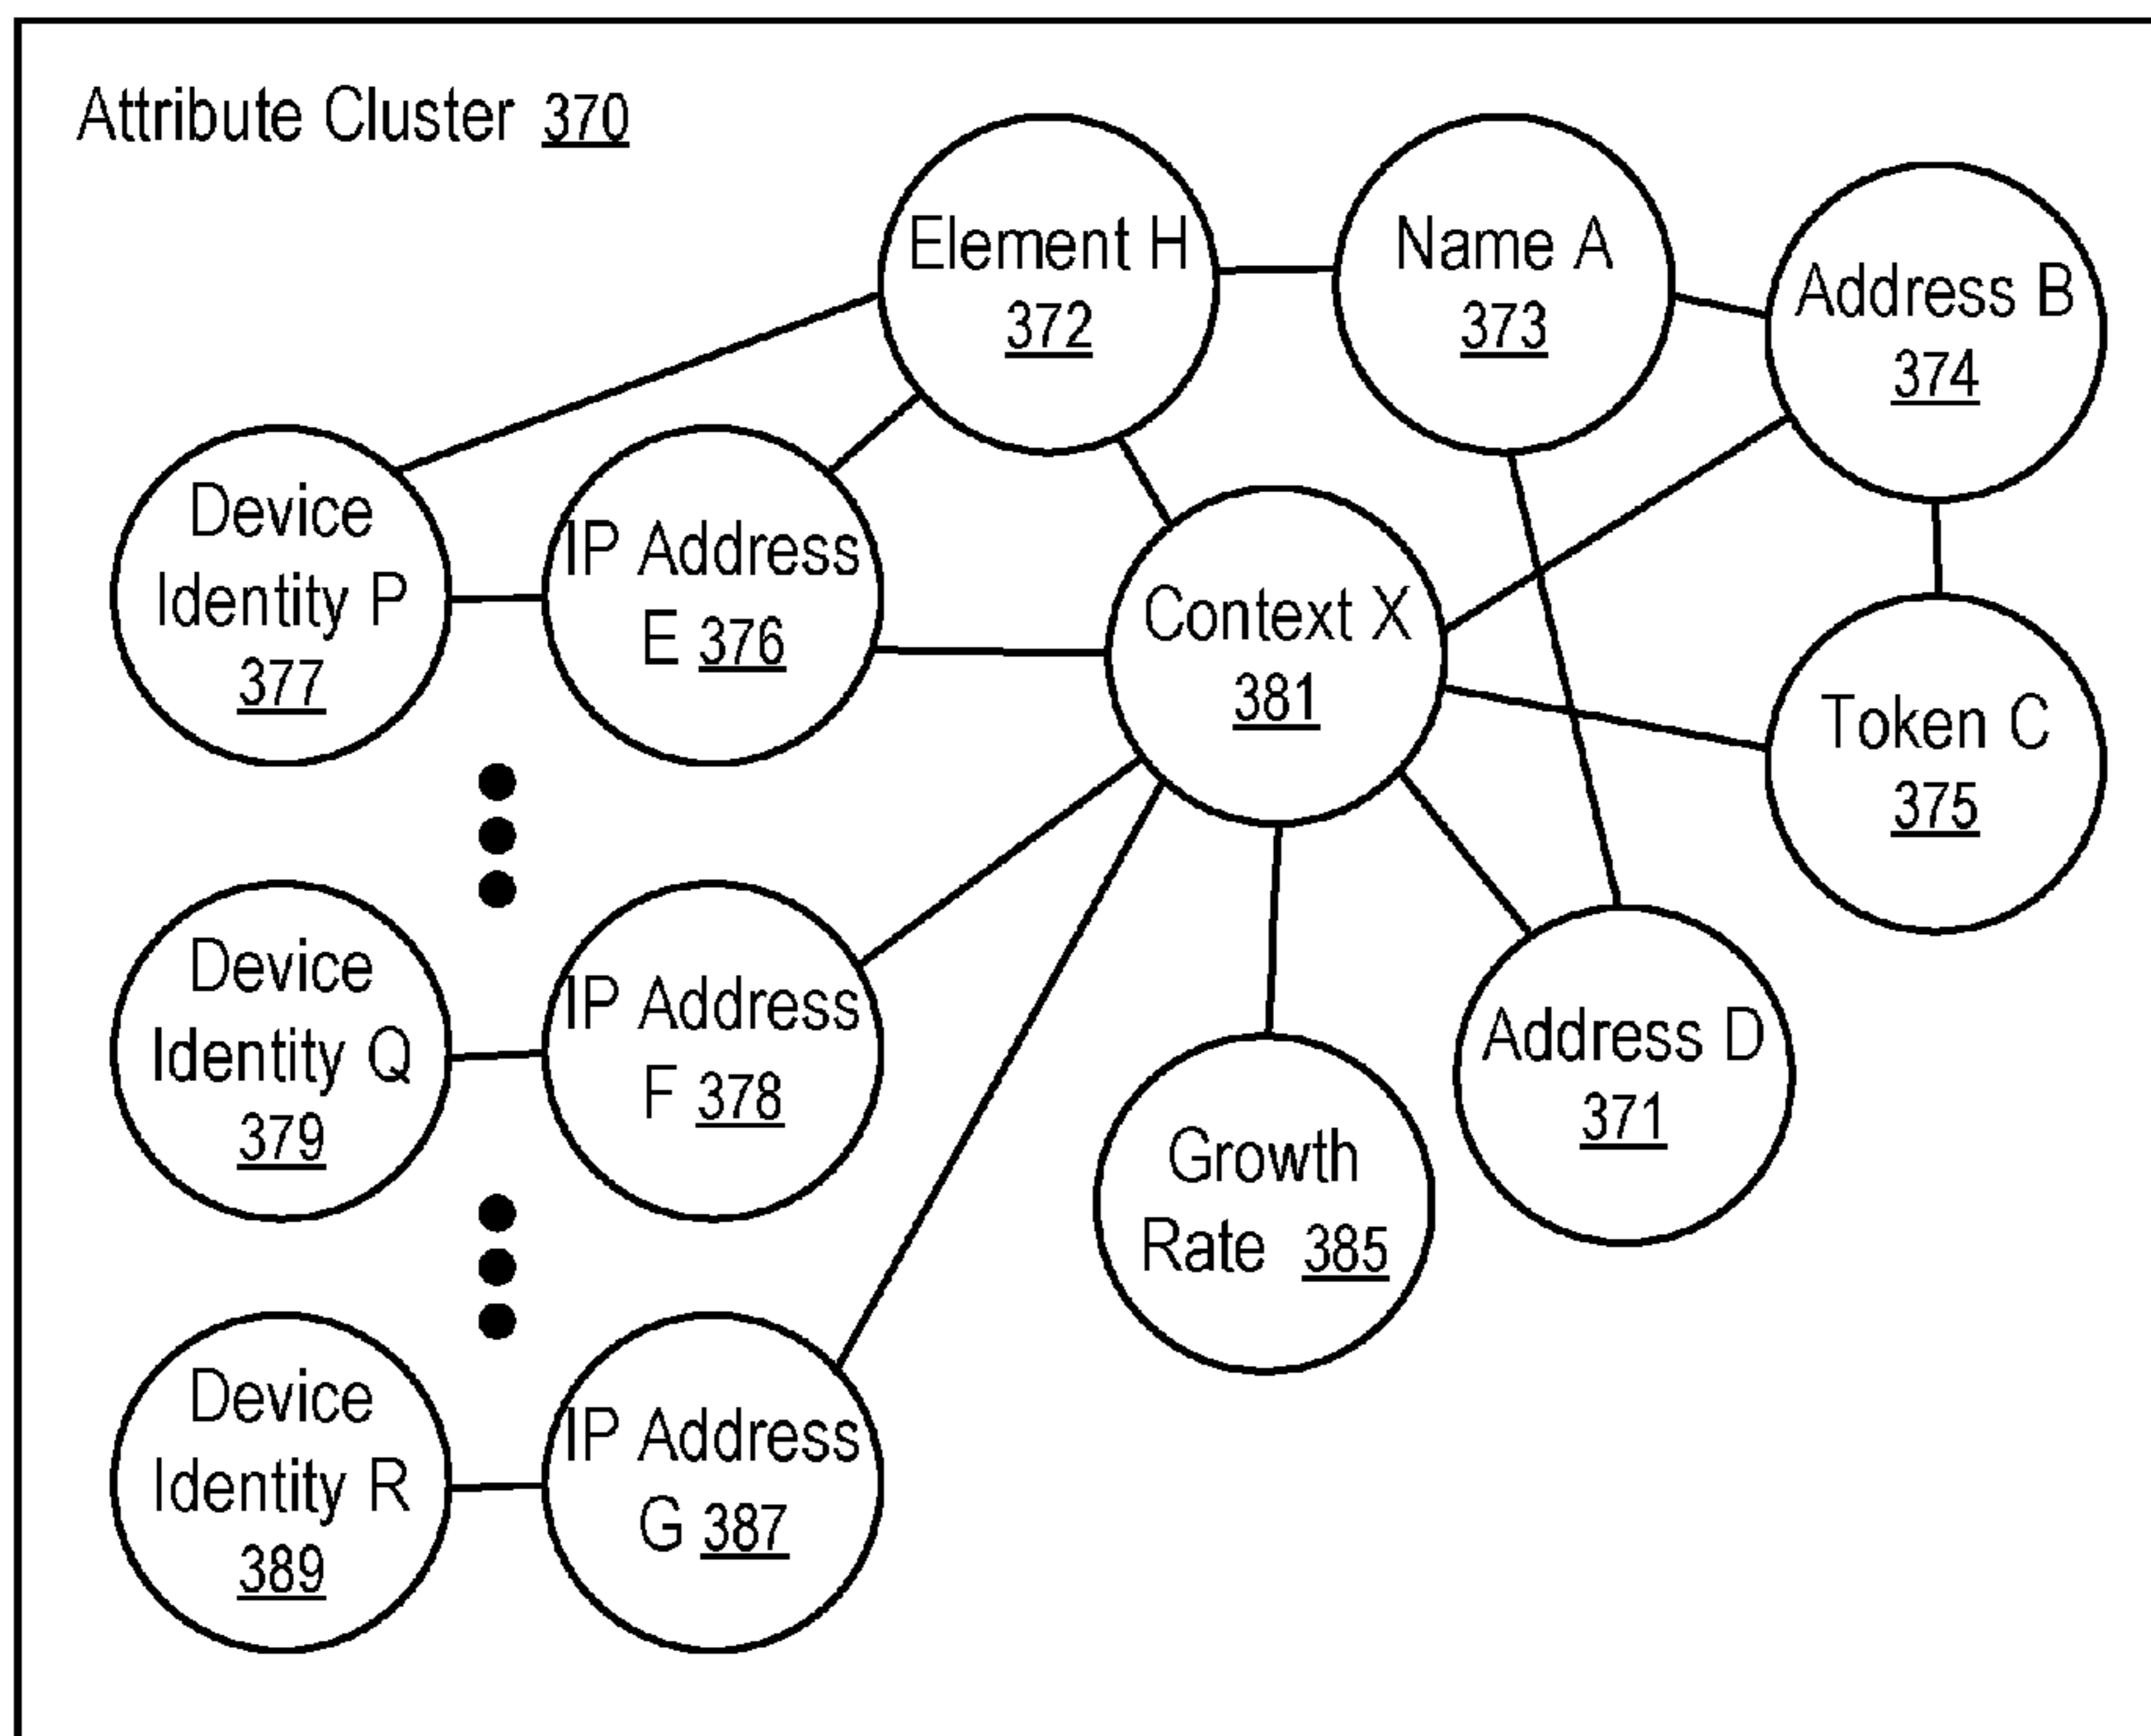 Attribute Cluster 370
Element H
372
Name A
373
Address B
374
Device
Identity P
377
IP Address
E 376
Context X
381
Token C
375
Device
Identity Q
379
IP Address
F 378
Address D
371
Growth
Rate 385
Device
Identity R
389
IP Address
G 387